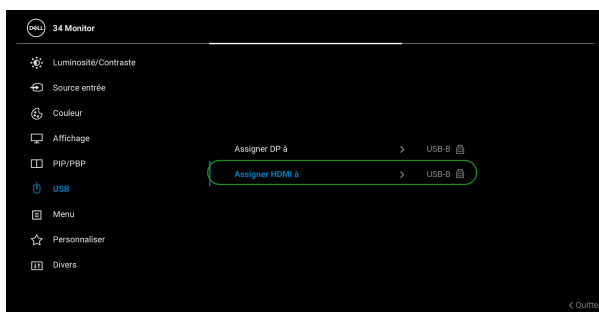 DELL 34 Monitor
Luminosité/Contraste
Source entrée
Couleur
Affichage
Assigner DP à > USB-B
PIP/PBP
Assigner HDMI à > USB-B
USB
Menu
Personnaliser
Divers
< Quitte